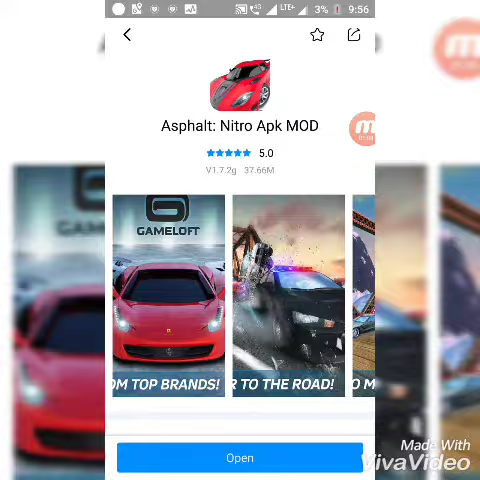 43 LTE+ 3% 9:56
Asphalt: Nitro Apk MOD
5.0
V1.7.2g 37.66M
GAMELOFT
OM TOP BRANDS!
R TO THE ROAD!
O M
Open
Made With
VivaVideo